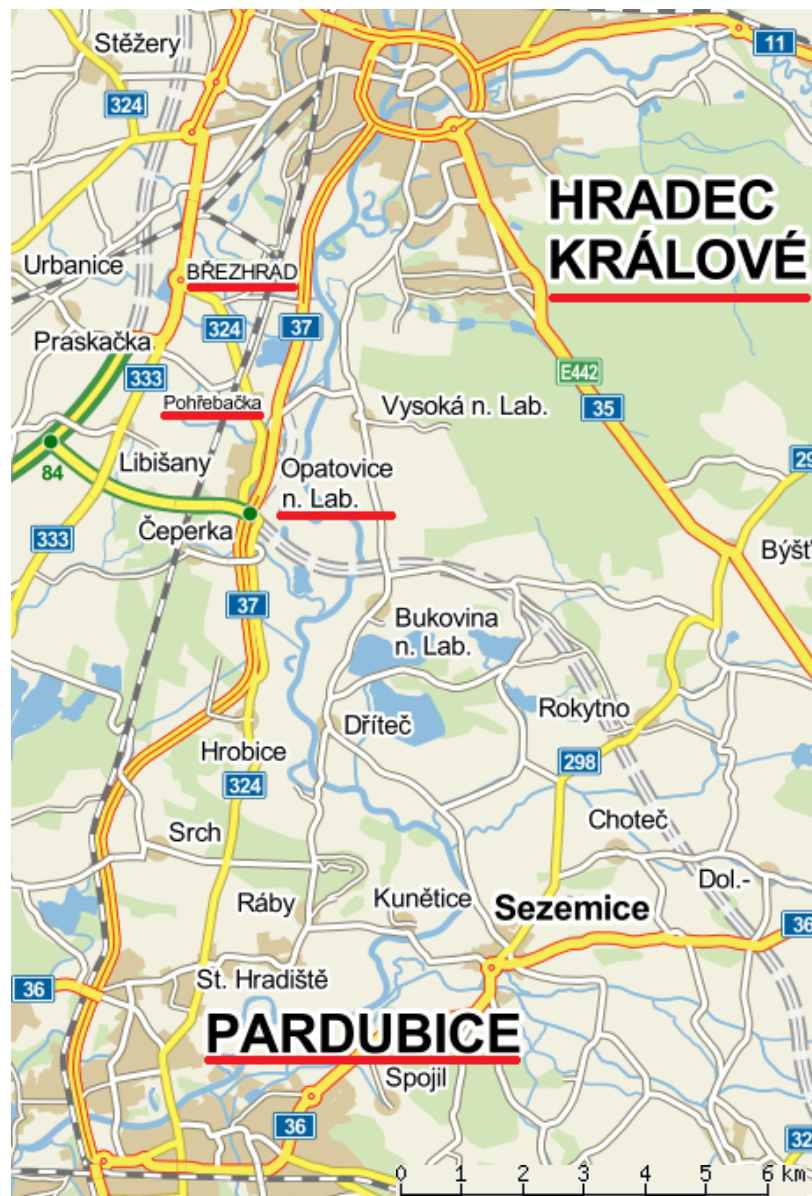 Stěžery
11
324
HRADEC
KRÁLOVÉ
Urbanice
BŘEZHRAD
324
37
Praskačka
333
E442
Pohřebačka
Vysoká n. Lab.
35
84
Libišany
Opatovice
n. Lab.
29
333
Čeperka
Býšť
37
Bukovina
n. Lab.
Rokytno
Hrobice
Dříteč
298
324
Srch
Choteč
Dol.-
Ráby
Kunětice
Sezemice
36
St. Hradiště
36
PARDUBICE
Spojil
36
32
0 1 2 3 4 5 6 km